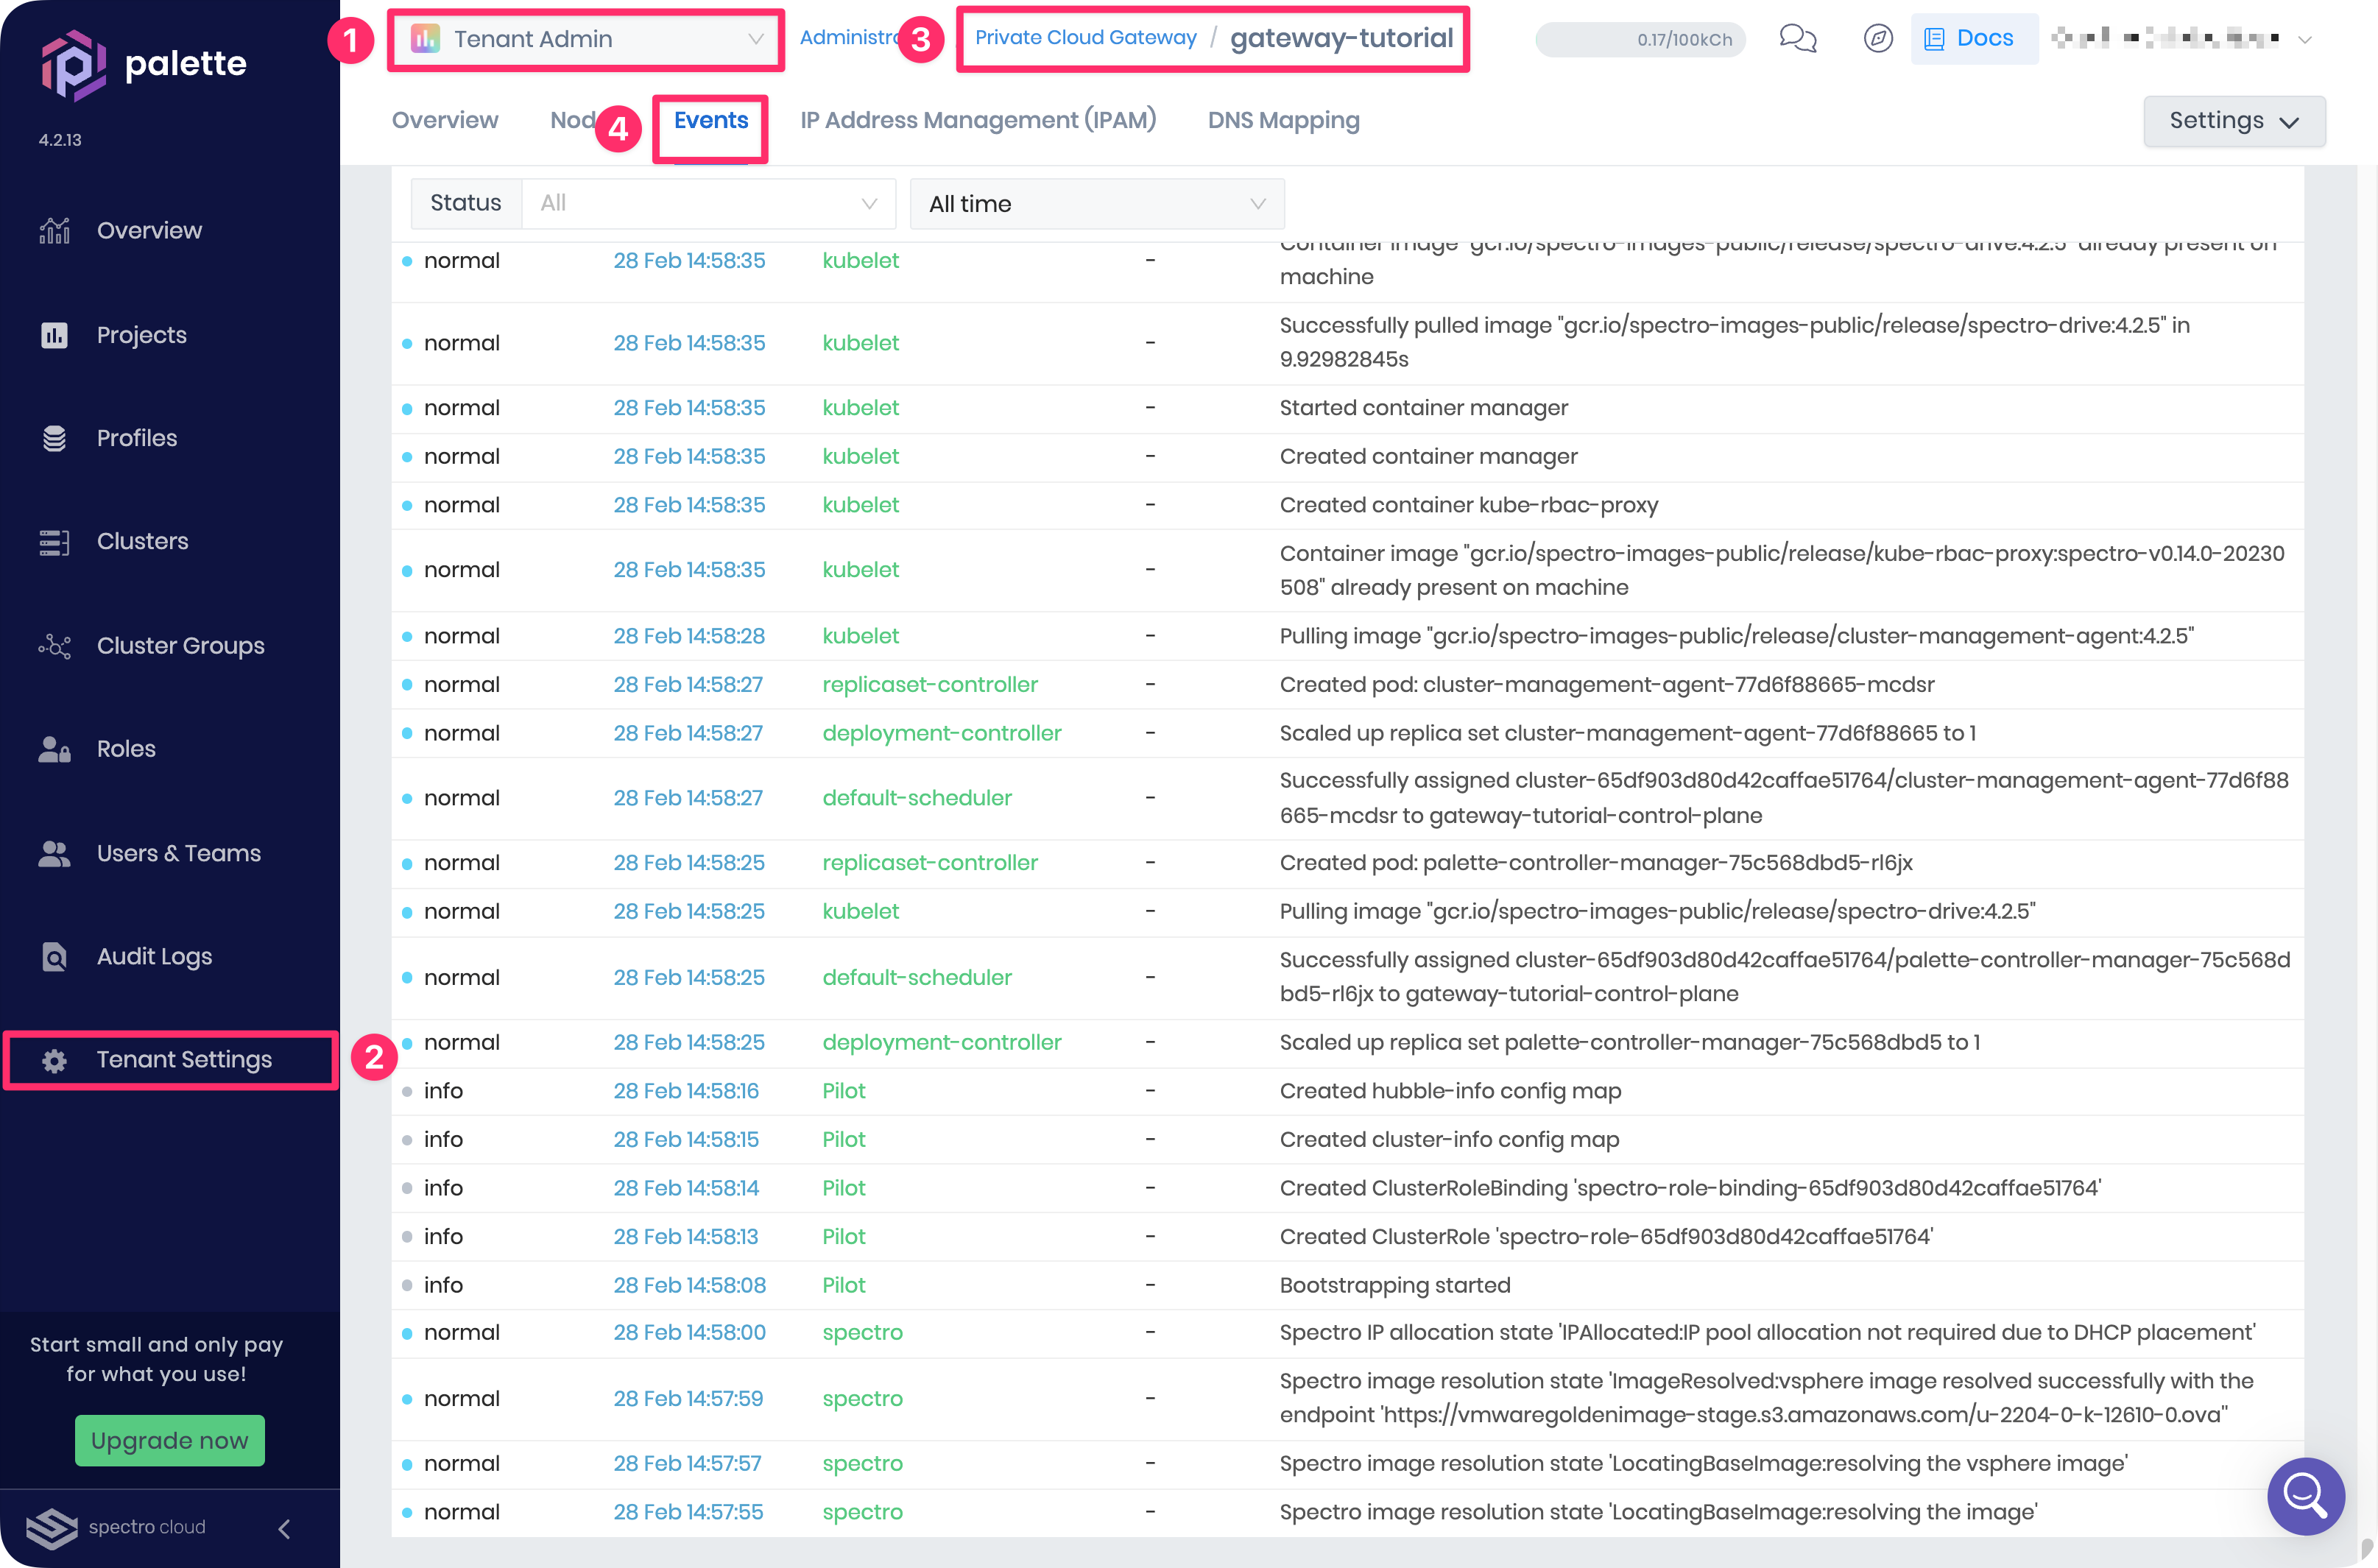 palette
4.2.13
Overview
Projects
Profiles
Clusters
Cluster Groups
Roles
Users & Teams
Audit Logs
Tenant Settings
2
Start small and only pay
for what you use!
Upgrade now
spectro cloud
1
Tenant Admin
3
Private Cloud Gateway / gateway-tutorial
0.17/100kCh
Docs
Overview
4
Events
IP Address Management (IPAM)
DNS Mapping
Settings
Status All
All time
normal 28 Feb 14:58:35 kubelet - Container image "gcr.io/spectro-images-public/release/spectro-drive:4.2.5" already present on
machine
normal 28 Feb 14:58:35 kubelet - Successfully pulled image "gcr.io/spectro-images-public/release/spectro-drive:4.2.5" in
9.92982845s
normal 28 Feb 14:58:35 kubelet - Started container manager
normal 28 Feb 14:58:35 kubelet - Created container manager
normal 28 Feb 14:58:35 kubelet - Created container kube-rbac-proxy
normal 28 Feb 14:58:35 kubelet - Container image "gcr.io/spectro-images-public/release/kube-rbac-proxy:spectro-v0.14.0-20230
508" already present on machine
normal 28 Feb 14:58:28 kubelet - Pulling image "gcr.io/spectro-images-public/release/cluster-management-agent:4.2.5"
normal 28 Feb 14:58:27 replicaset-controller - Created pod: cluster-management-agent-77d6f88665-mcdsr
normal 28 Feb 14:58:27 deployment-controller - Scaled up replica set cluster-management-agent-77d6f88665 to 1
normal 28 Feb 14:58:27 default-scheduler - Successfully assigned cluster-65df903d80d42caffae51764/cluster-management-agent-77d6f88
665-mcdsr to gateway-tutorial-control-plane
normal 28 Feb 14:58:25 replicaset-controller - Created pod: palette-controller-manager-75c568dbd5-rl6jx
normal 28 Feb 14:58:25 kubelet - Pulling image "gcr.io/spectro-images-public/release/spectro-drive:4.2.5"
normal 28 Feb 14:58:25 default-scheduler - Successfully assigned cluster-65df903d80d42caffae51764/palette-controller-manager-75c568d
bd5-rl6jx to gateway-tutorial-control-plane
normal 28 Feb 14:58:25 deployment-controller - Scaled up replica set palette-controller-manager-75c568dbd5 to 1
info 28 Feb 14:58:16 Pilot - Created hubble-info config map
info 28 Feb 14:58:15 Pilot - Created cluster-info config map
info 28 Feb 14:58:14 Pilot - Created ClusterRoleBinding 'spectro-role-binding-65df903d80d42caffae51764'
info 28 Feb 14:58:13 Pilot - Created ClusterRole 'spectro-role-65df903d80d42caffae51764'
info 28 Feb 14:58:08 Pilot - Bootstrapping started
normal 28 Feb 14:58:00 spectro - Spectro IP allocation state 'IPAllocated:IP pool allocation not required due to DHCP placement'
normal 28 Feb 14:57:59 spectro - Spectro image resolution state 'ImageResolved:vsphere image resolved successfully with the
endpoint 'https://vmwaregoldenimage-stage.s3.amazonaws.com/u-2204-0-k-12610-0.ova''
normal 28 Feb 14:57:57 spectro - Spectro image resolution state 'LocatingBaseImage:resolving the vsphere image'
normal 28 Feb 14:57:55 spectro - Spectro image resolution state 'LocatingBaseImage:resolving the image'